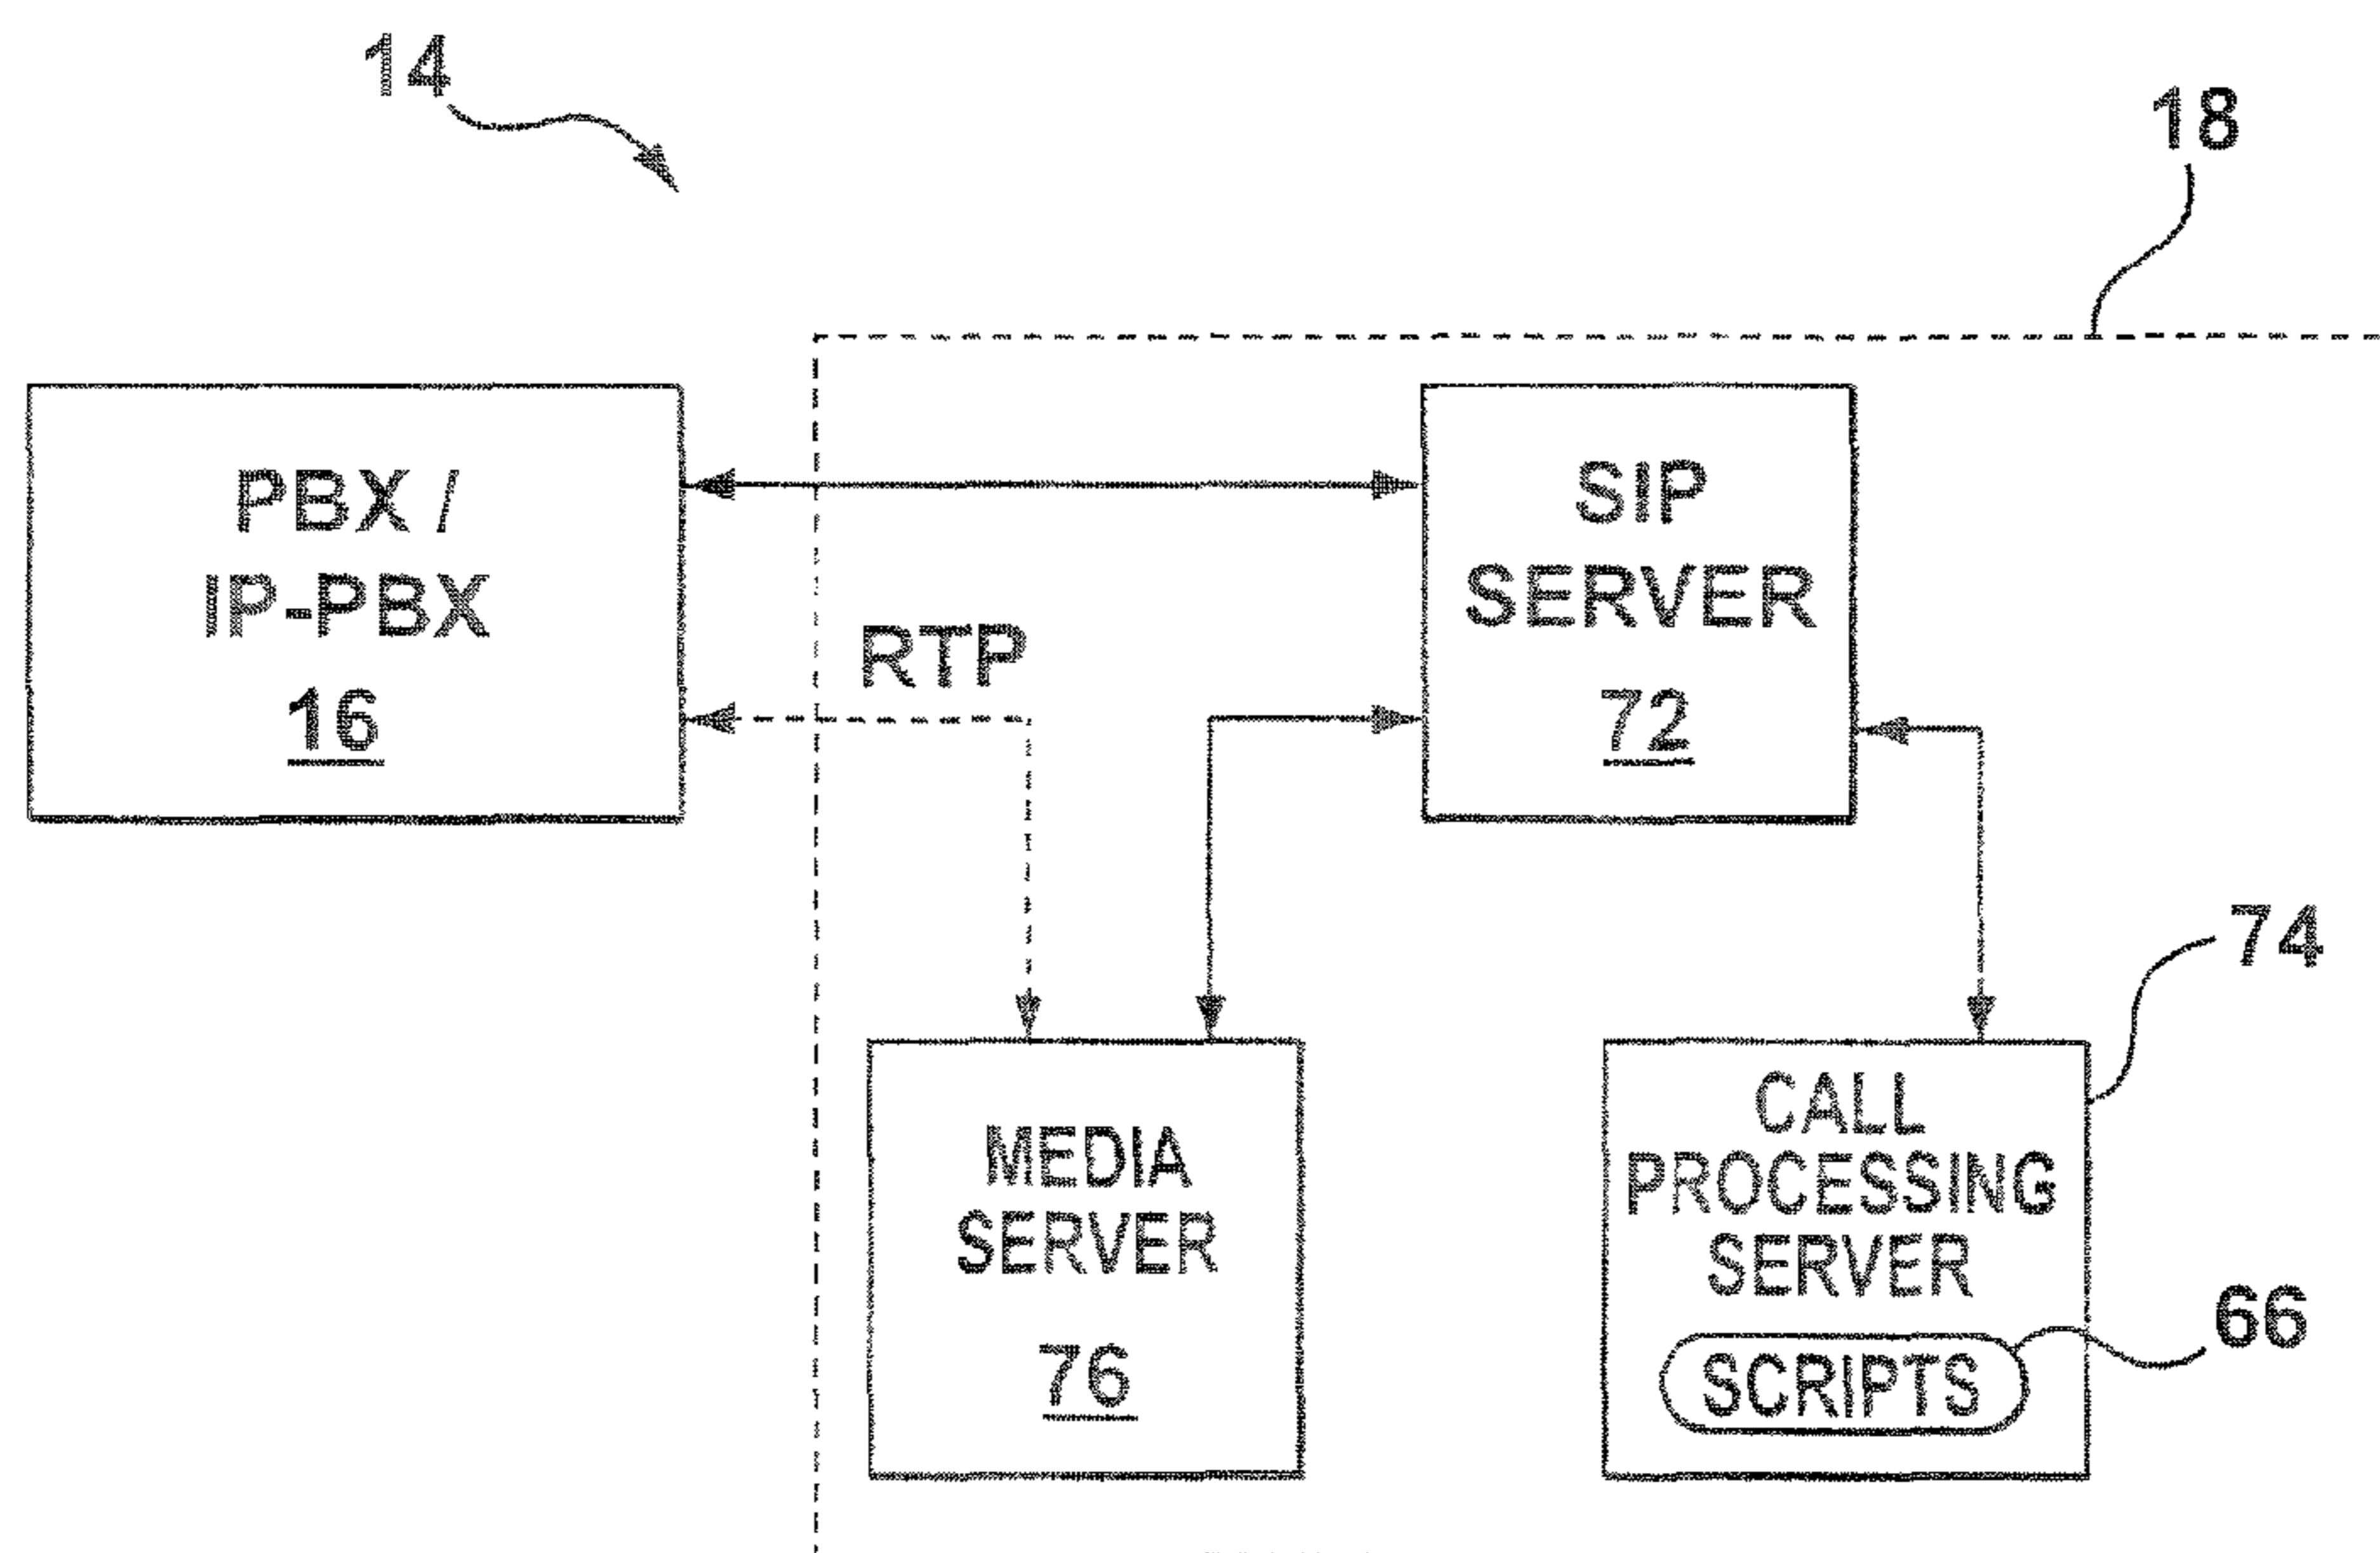 14
18
PBX /
IP-PBX
16
RTP
SIP
SERVER
72
74
MEDIA
SERVER
76
CALL
PROCESSING
SERVER
SCRIPTS
66